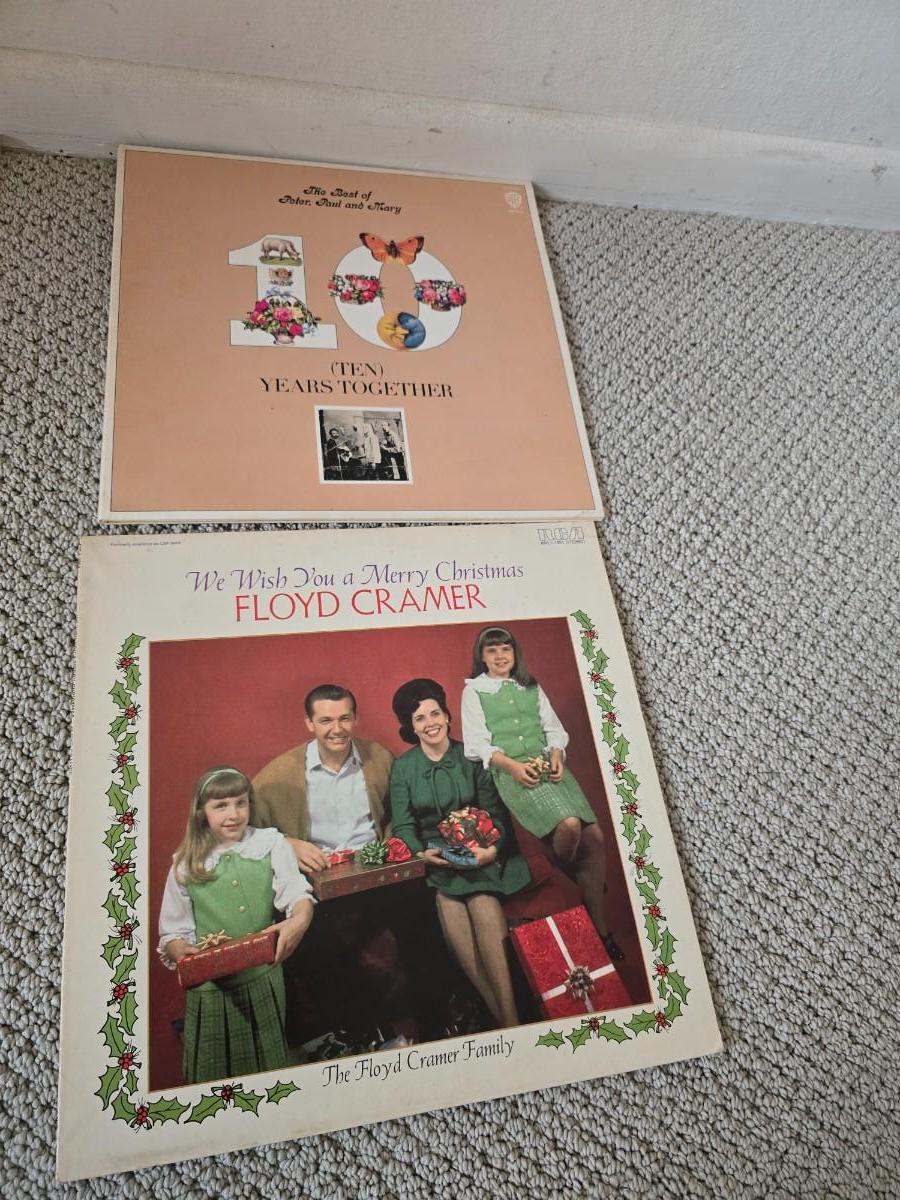 The Best of
Peter, Paul and Mary
10
(TEN)
YEARS TOGETHER
RCA
We Wish You a Merry Christmas
FLOYD CRAMER
The Floyd Cramer Family